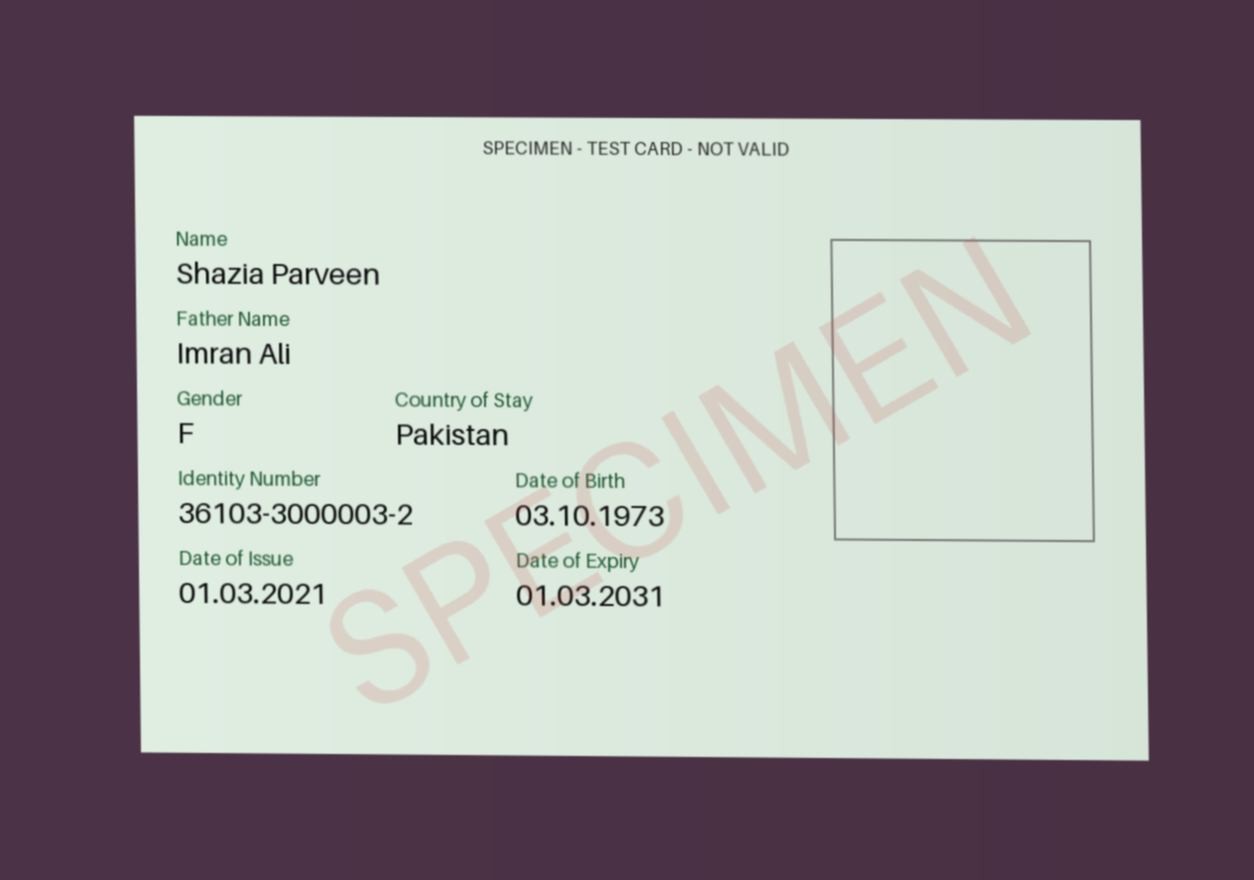 SPECIMEN - TEST CARD - NOT VALID
Name
Shazia Parveen
Father Name
Imran Ali
Gender Country of Stay
F Pakistan
Identity Number Date of Birth
36103-3000003-2 03.10.1973
Date of Issue Date of Expiry
01.03.2021 01.03.2031
SPECIMEN